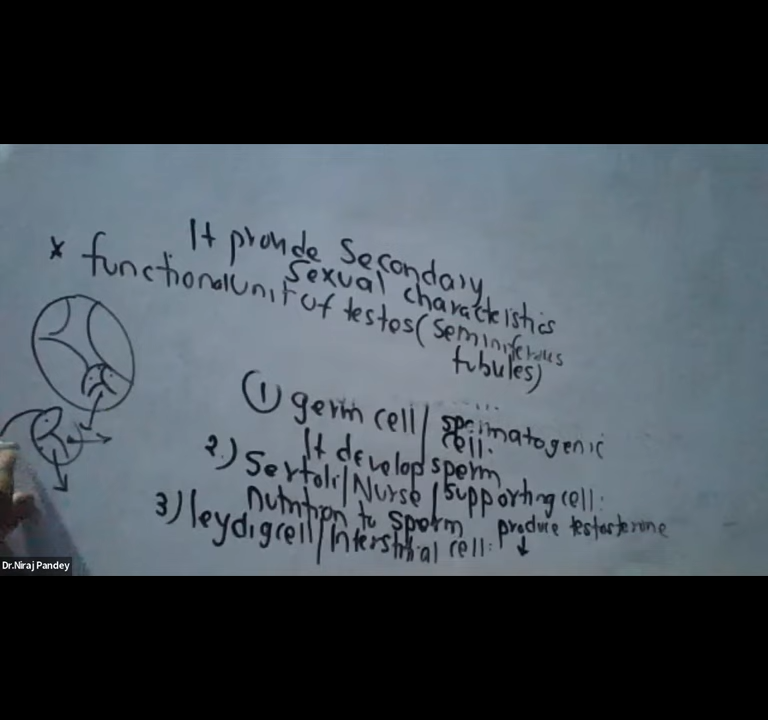 It provide Secondary
Sexual characteristics
* functional unit of testes (seminiferous
tubules)
① germ cell / spermatogenic
cell:
It develop sperm
2.) Sertoli / Nurse / supporting cell:
nutrition to sperm
3) leydig cell / Interstitial cell: produce testosterone
↓
Dr.Niraj Pandey